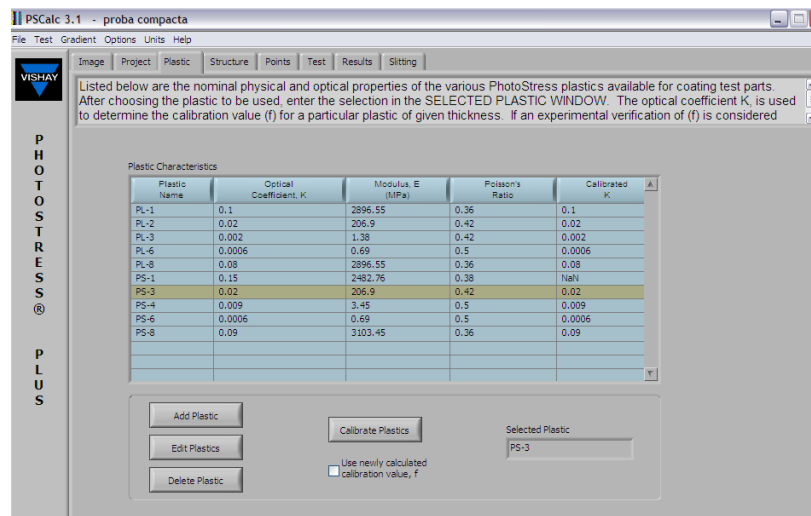 PSCalc 3.1 - proba compacta
File Test Gradient Options Units Help
VISHAY
PHOTOSTRESS® PLUS
Image Project Plastic Structure Points Test Results Slitting
Listed below are the nominal physical and optical properties of the various PhotoStress plastics available for coating test parts.
After choosing the plastic to be used, enter the selection in the SELECTED PLASTIC WINDOW. The optical coefficient K, is used
to determine the calibration value (f) for a particular plastic of given thickness. If an experimental verification of (f) is considered
Plastic Characteristics
Plastic Name Optical Coefficient, K Modulus, E (MPa) Poisson's Ratio Calibrated K
PL-1 0.1 2896.55 0.36 0.1
PL-2 0.02 206.9 0.42 0.02
PL-3 0.002 1.38 0.42 0.002
PL-6 0.0006 0.69 0.5 0.0006
PL-8 0.08 2896.55 0.36 0.08
PS-1 0.15 2482.76 0.38 NaN
PS-3 0.02 206.9 0.42 0.02
PS-4 0.009 3.45 0.5 0.009
PS-6 0.0006 0.69 0.5 0.0006
PS-8 0.09 3103.45 0.36 0.09
Add Plastic
Edit Plastics
Delete Plastic
Calibrate Plastics
Use newly calculated
calibration value, f
Selected Plastic
PS-3